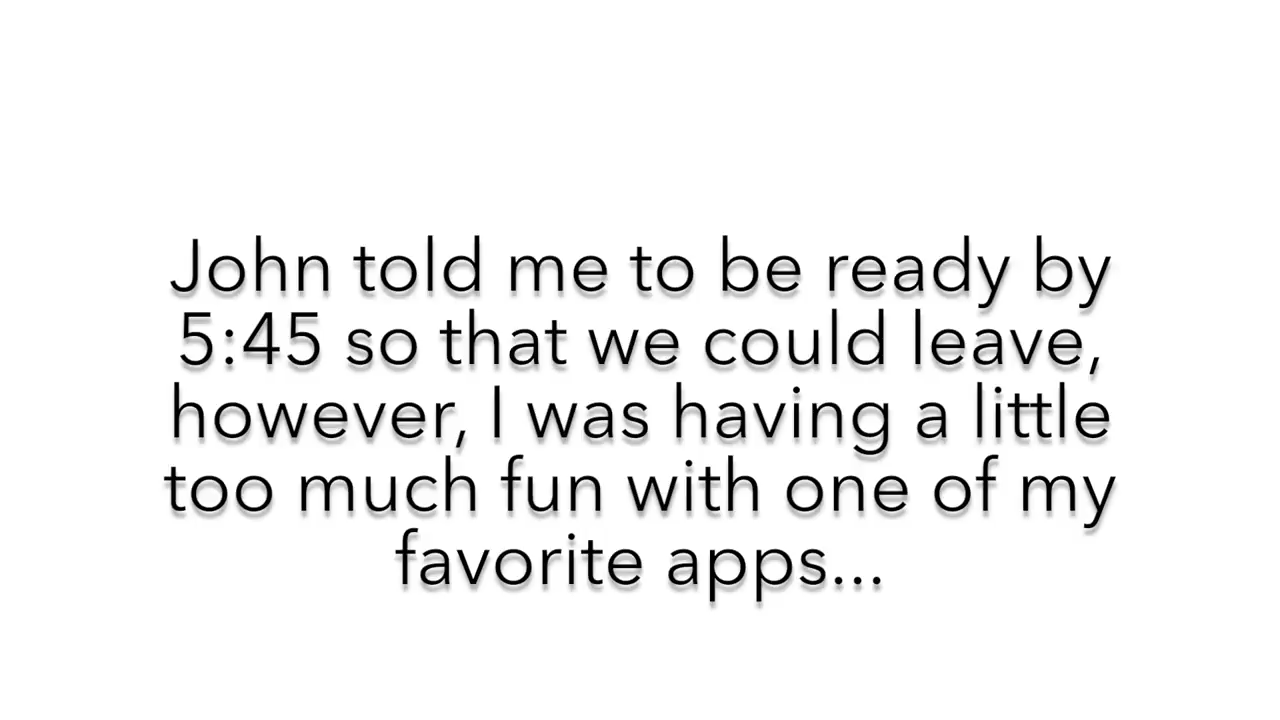 John told me to be ready by
5:45 so that we could leave,
however, I was having a little
too much fun with one of my
favorite apps...